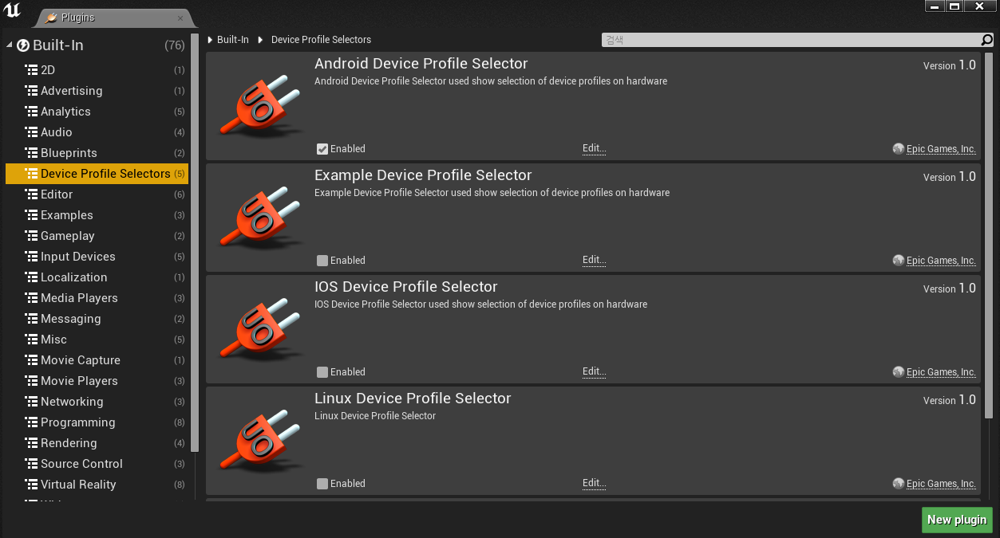 Plugins
Built-In (76)
2D (1)
Advertising (1)
Analytics (5)
Audio (4)
Blueprints (2)
Device Profile Selectors (5)
Editor (6)
Examples (3)
Gameplay (2)
Input Devices (5)
Localization (1)
Media Players (3)
Messaging (2)
Misc (5)
Movie Capture (1)
Movie Players (3)
Networking (3)
Programming (8)
Rendering (4)
Source Control (3)
Virtual Reality (8)
Built-In Device Profile Selectors
검색
Android Device Profile Selector
Version 1.0
Android Device Profile Selector used show selection of device profiles on hardware
UO
Enabled Edit... Epic Games, Inc.
Example Device Profile Selector
Version 1.0
Example Device Profile Selector used show selection of device profiles on hardware
UO
Enabled Edit... Epic Games, Inc.
IOS Device Profile Selector
Version 1.0
IOS Device Profile Selector used show selection of device profiles on hardware
UO
Enabled Edit... Epic Games, Inc.
Linux Device Profile Selector
Version 1.0
Linux Device Profile Selector
UO
Enabled Edit... Epic Games, Inc.
New plugin